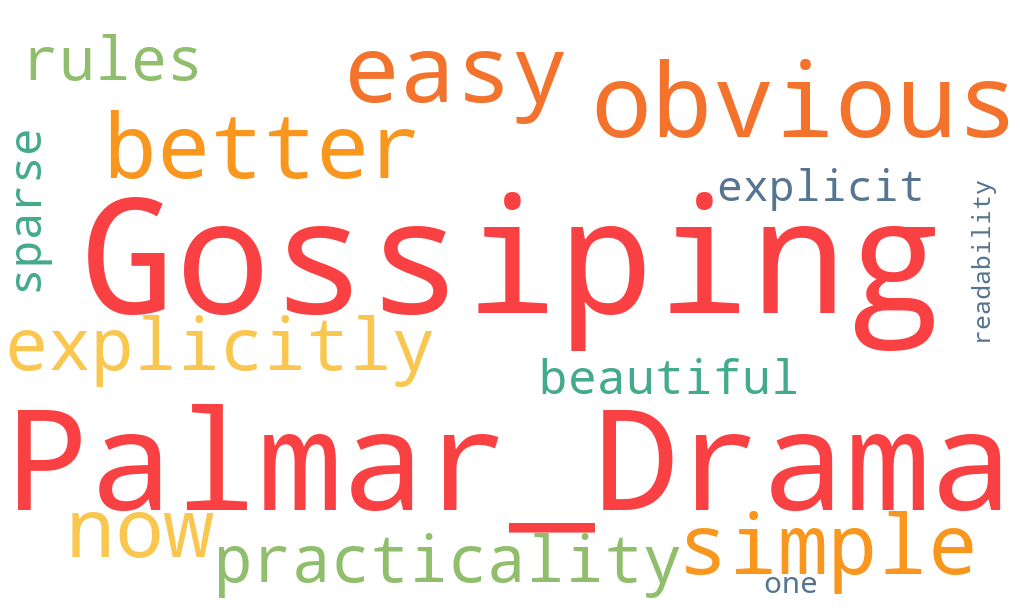 rules
easy
obvious
better
sparse
explicit
readability
Gossiping
explicitly
beautiful
Palmar_Drama
now
practicality
simple
one